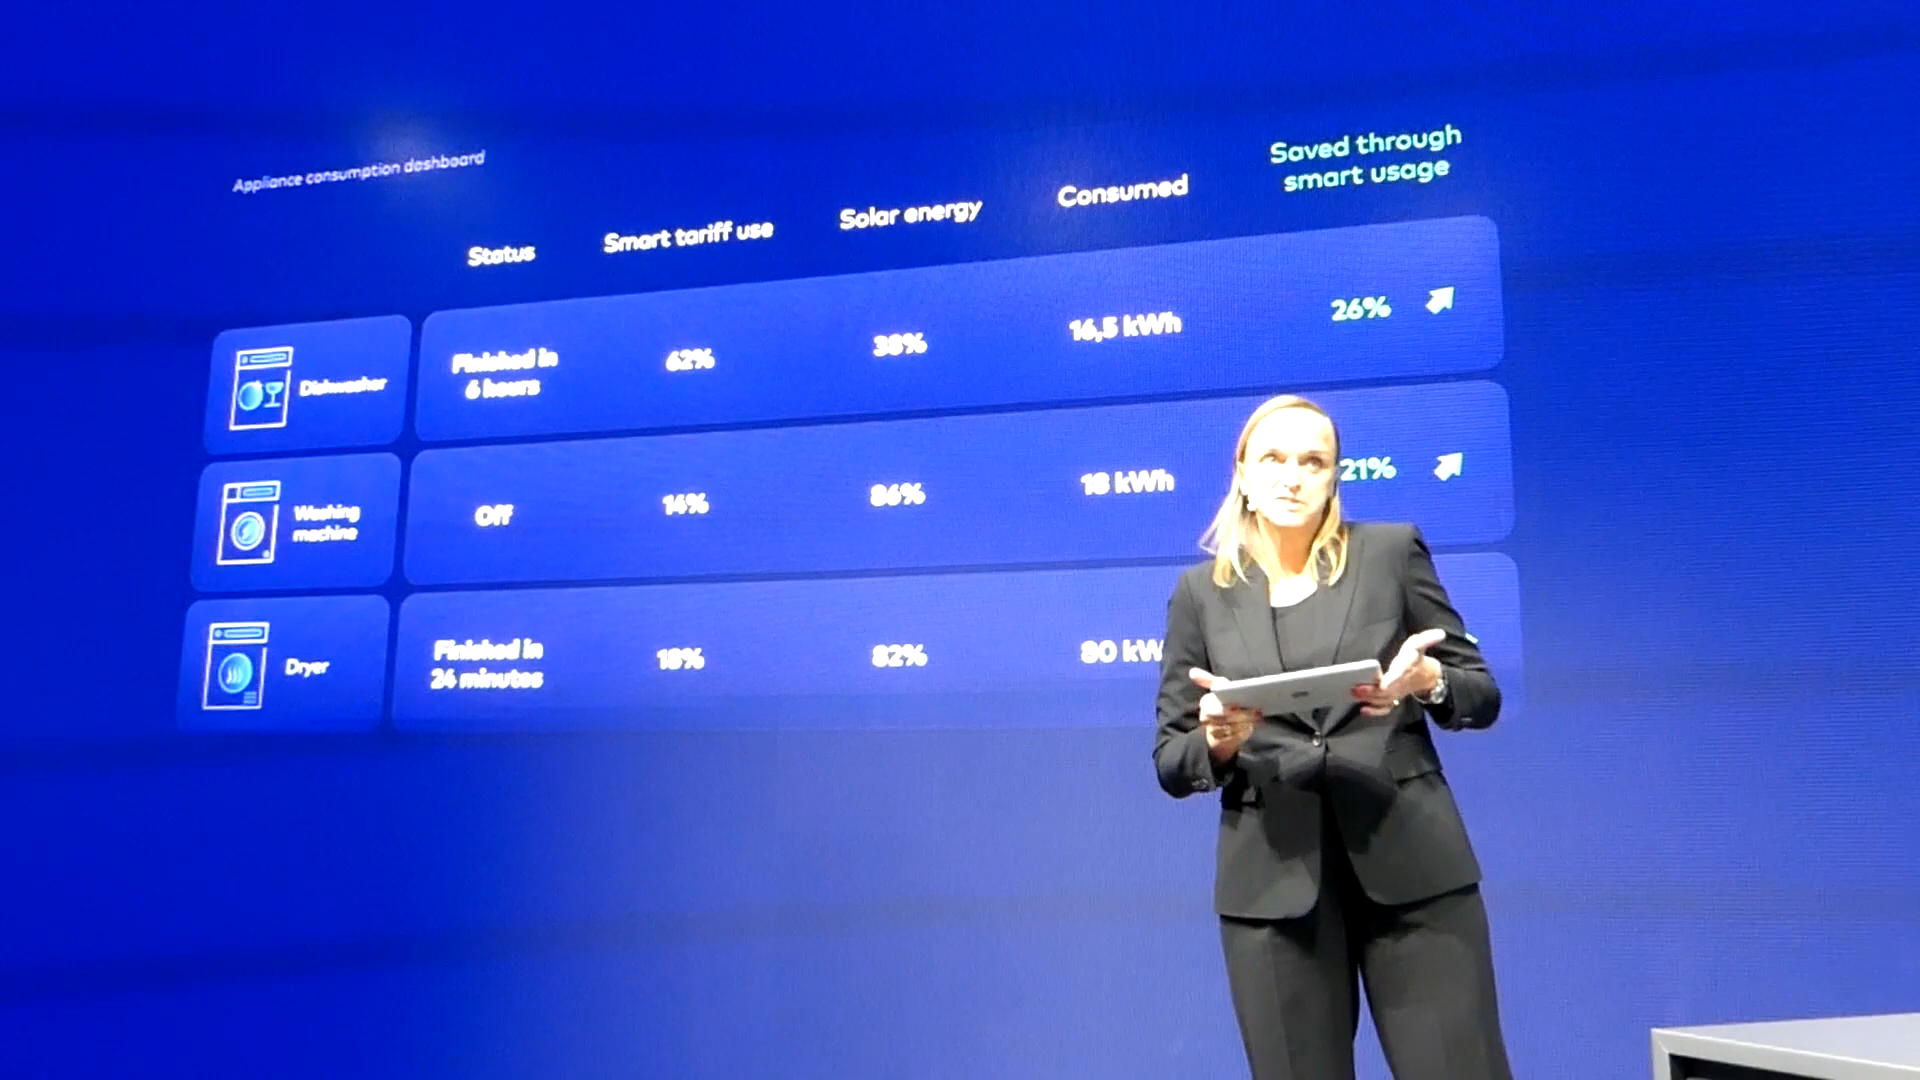 Appliance consumption dashboard
Status
Smart tariff use
Solar energy
Consumed
Saved through
smart usage
Dishwasher
Finished in
6 hours
62%
38%
16,5 kWh
26%
Washing
machine
Off
14%
86%
18 kWh
21%
Dryer
Finished in
24 minutes
18%
82%
80 kW